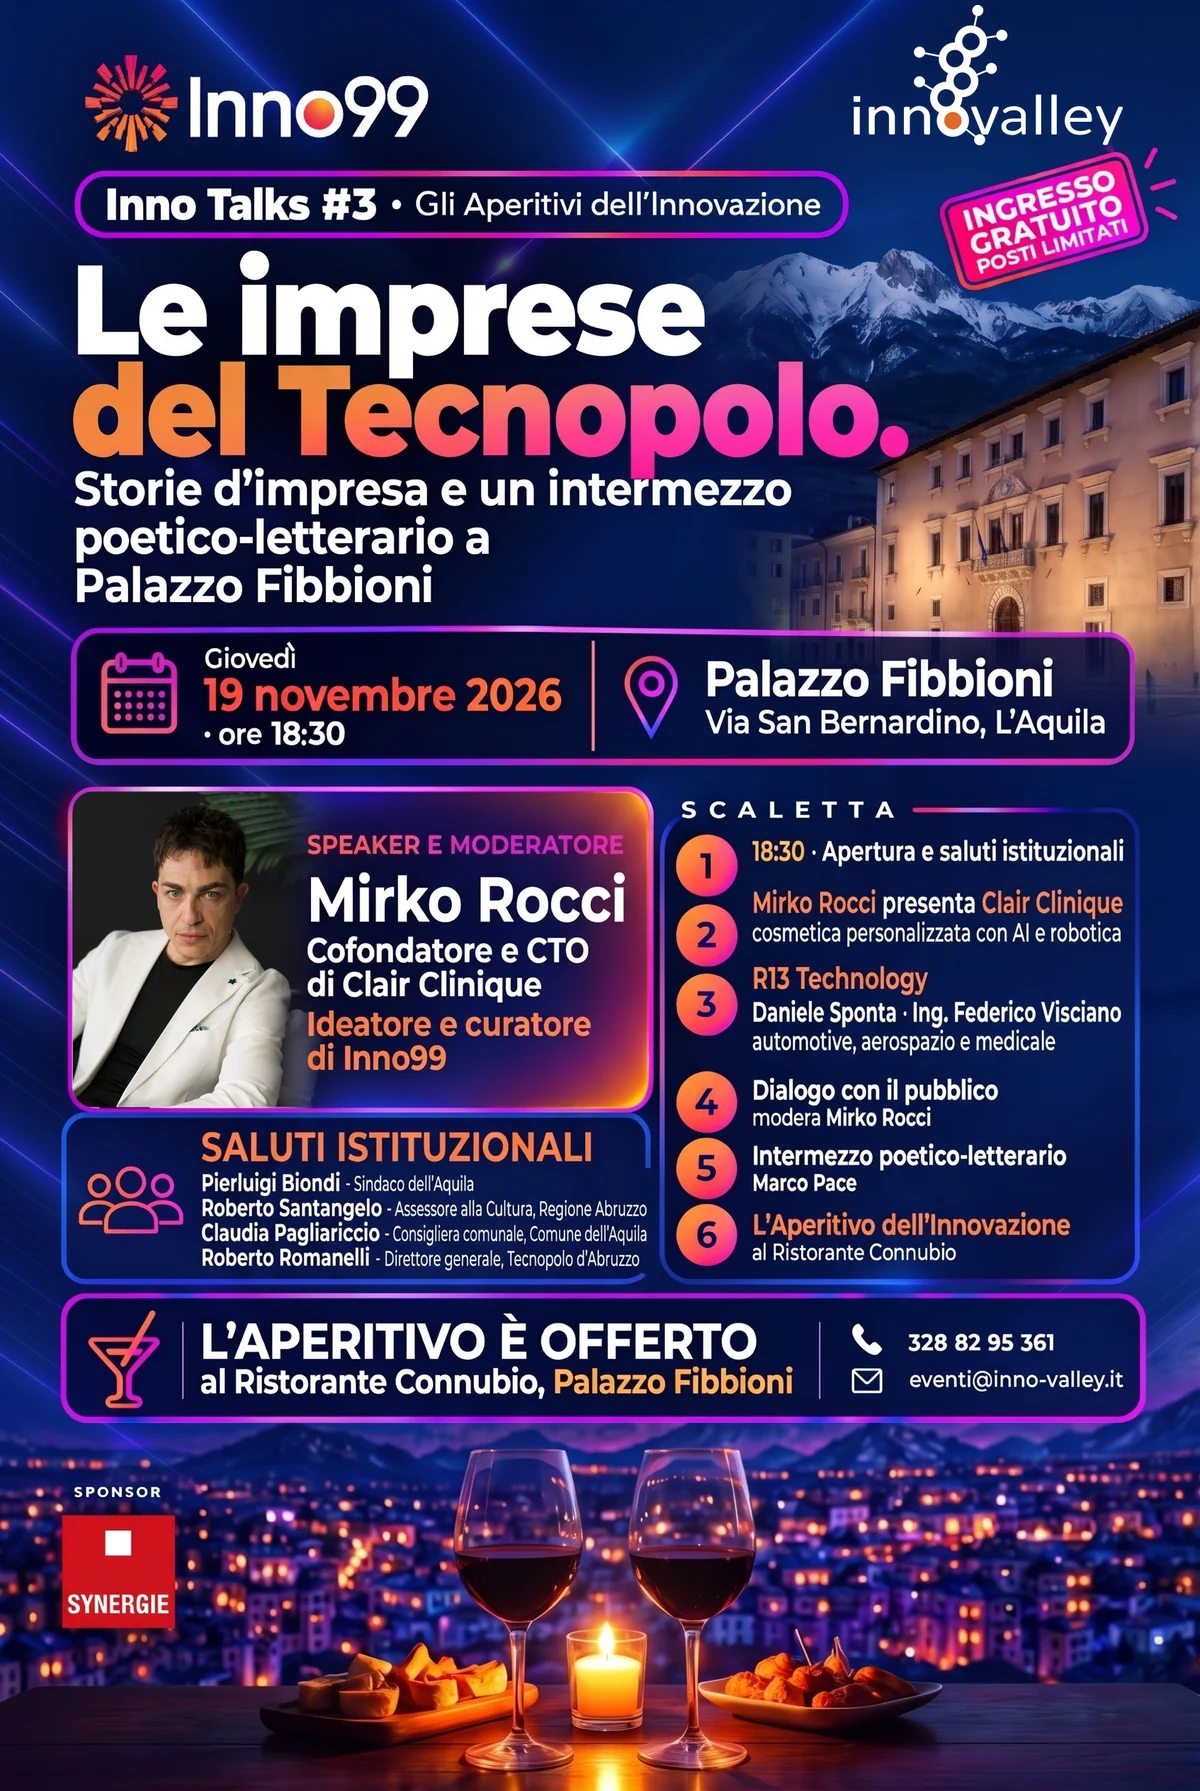 Inno99
innovalley
Inno Talks #3 • Gli Aperitivi dell'Innovazione
INGRESSO
GRATUITO
POSTI LIMITATI
Le imprese
del Tecnopolo.
Storie d'impresa e un intermezzo
poetico-letterario a
Palazzo Fibbioni
Giovedì
19 novembre 2026
· ore 18:30
Palazzo Fibbioni
Via San Bernardino, L'Aquila
SPEAKER E MODERATORE
Mirko Rocci
Cofondatore e CTO
di Clair Clinique
Ideatore e curatore
di Inno99
SCALETTA
1
18:30 · Apertura e saluti istituzionali
2
Mirko Rocci presenta Clair Clinique
cosmetica personalizzata con AI e robotica
3
R13 Technology
Daniele Sponta · Ing. Federico Visciano
automotive, aerospazio e medicale
4
Dialogo con il pubblico
modera Mirko Rocci
5
Intermezzo poetico-letterario
Marco Pace
6
L'Aperitivo dell'Innovazione
al Ristorante Connubio
SALUTI ISTITUZIONALI
Pierluigi Biondi - Sindaco dell'Aquila
Roberto Santangelo - Assessore alla Cultura, Regione Abruzzo
Claudia Pagliariccio - Consigliera comunale, Comune dell'Aquila
Roberto Romanelli - Direttore generale, Tecnopolo d'Abruzzo
L'APERITIVO È OFFERTO
al Ristorante Connubio, Palazzo Fibbioni
328 82 95 361
eventi@inno-valley.it
SPONSOR
SYNERGIE